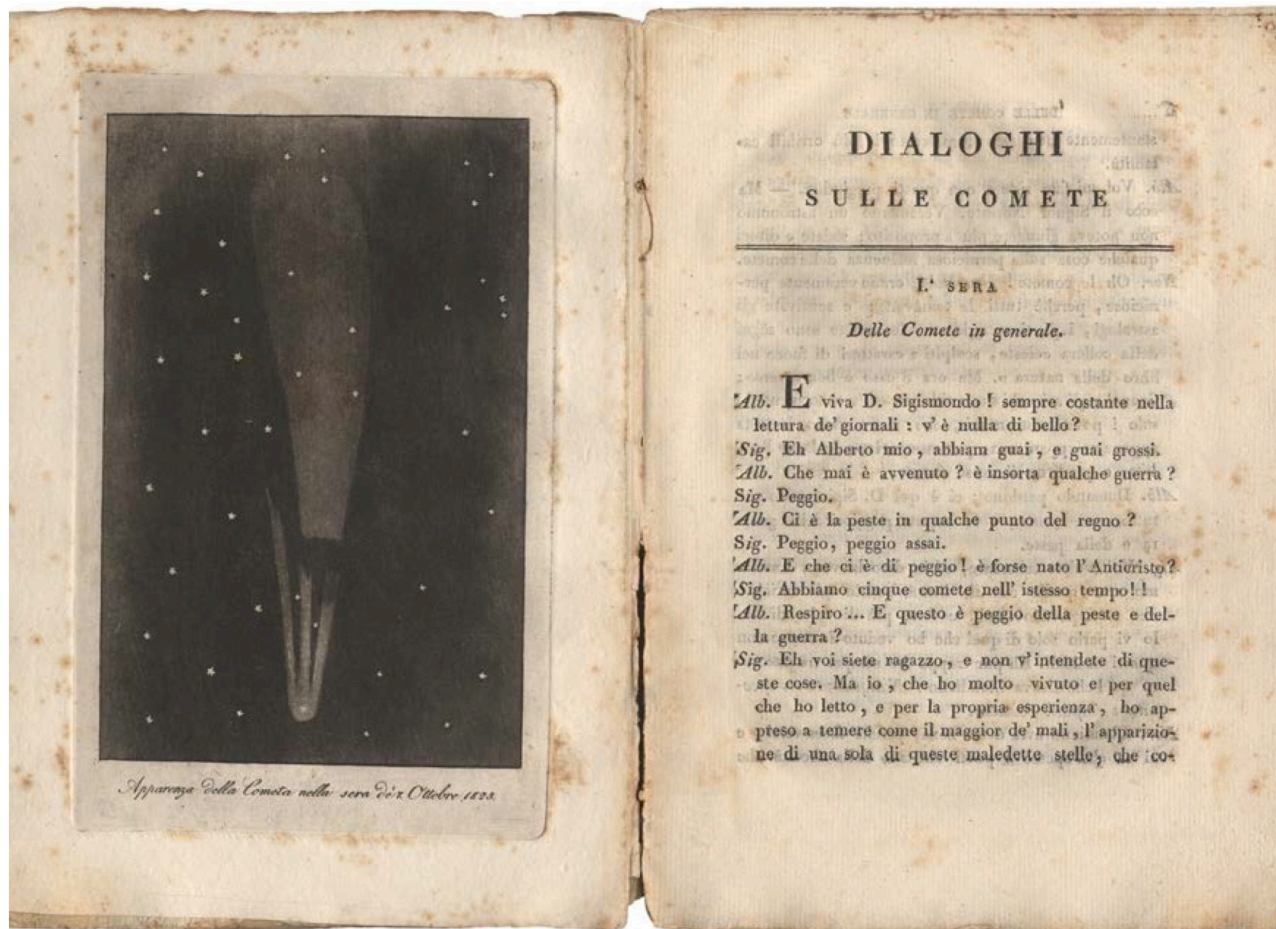 Apparenza della Cometa nella sera de' 7. Ottobre 1825.
DIALOGHI
SULLE COMETE
I.ª SERA
Delle Comete in generale.
Alb. E viva D. Sigismondo ! sempre costante nella
lettura de' giornali : v' è nulla di bello ?
Sig. Eh Alberto mio , abbiam guai , e guai grossi.
Alb. Che mai è avvenuto ? è insorta qualche guerra ?
Sig. Peggio.
Alb. Ci è la peste in qualche punto del regno ?
Sig. Peggio, peggio assai.
Alb. E che ci è di peggio ! è forse nato l' Anticristo ?
Sig. Abbiamo cinque comete nell' istesso tempo ! !
Alb. Respiro ... E questo è peggio della peste e del-
la guerra ?
Sig. Eh voi siete ragazzo , e non v' intendete di que-
ste cose. Ma io , che ho molto vivuto e per quel
che ho letto , e per la propria esperienza , ho ap-
preso a temere come il maggior de' mali , l' apparizio-
ne di una sola di queste maledette stelle , che co-